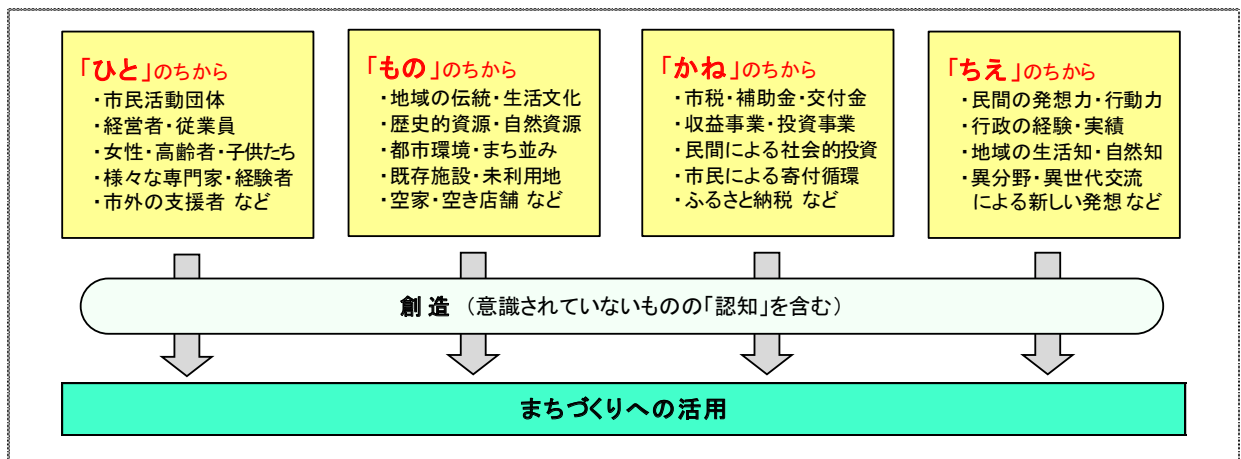 「ひと」のちから
・市民活動団体
・経営者・従業員
・女性・高齢者・子供たち
・様々な専門家・経験者
・市外の支援者 など
「もの」のちから
・地域の伝統・生活文化
・歴史的資源・自然資源
・都市環境・まち並み
・既存施設・未利用地
・空家・空き店舗 など
「かね」のちから
・市税・補助金・交付金
・収益事業・投資事業
・民間による社会的投資
・市民による寄付循環
・ふるさと納税 など
「ちえ」のちから
・民間の発想力・行動力
・行政の経験・実績
・地域の生活知・自然知
・異分野・異世代交流
による新しい発想 など
創 造 （意識されていないものの「認知」を含む）
まちづくりへの活用